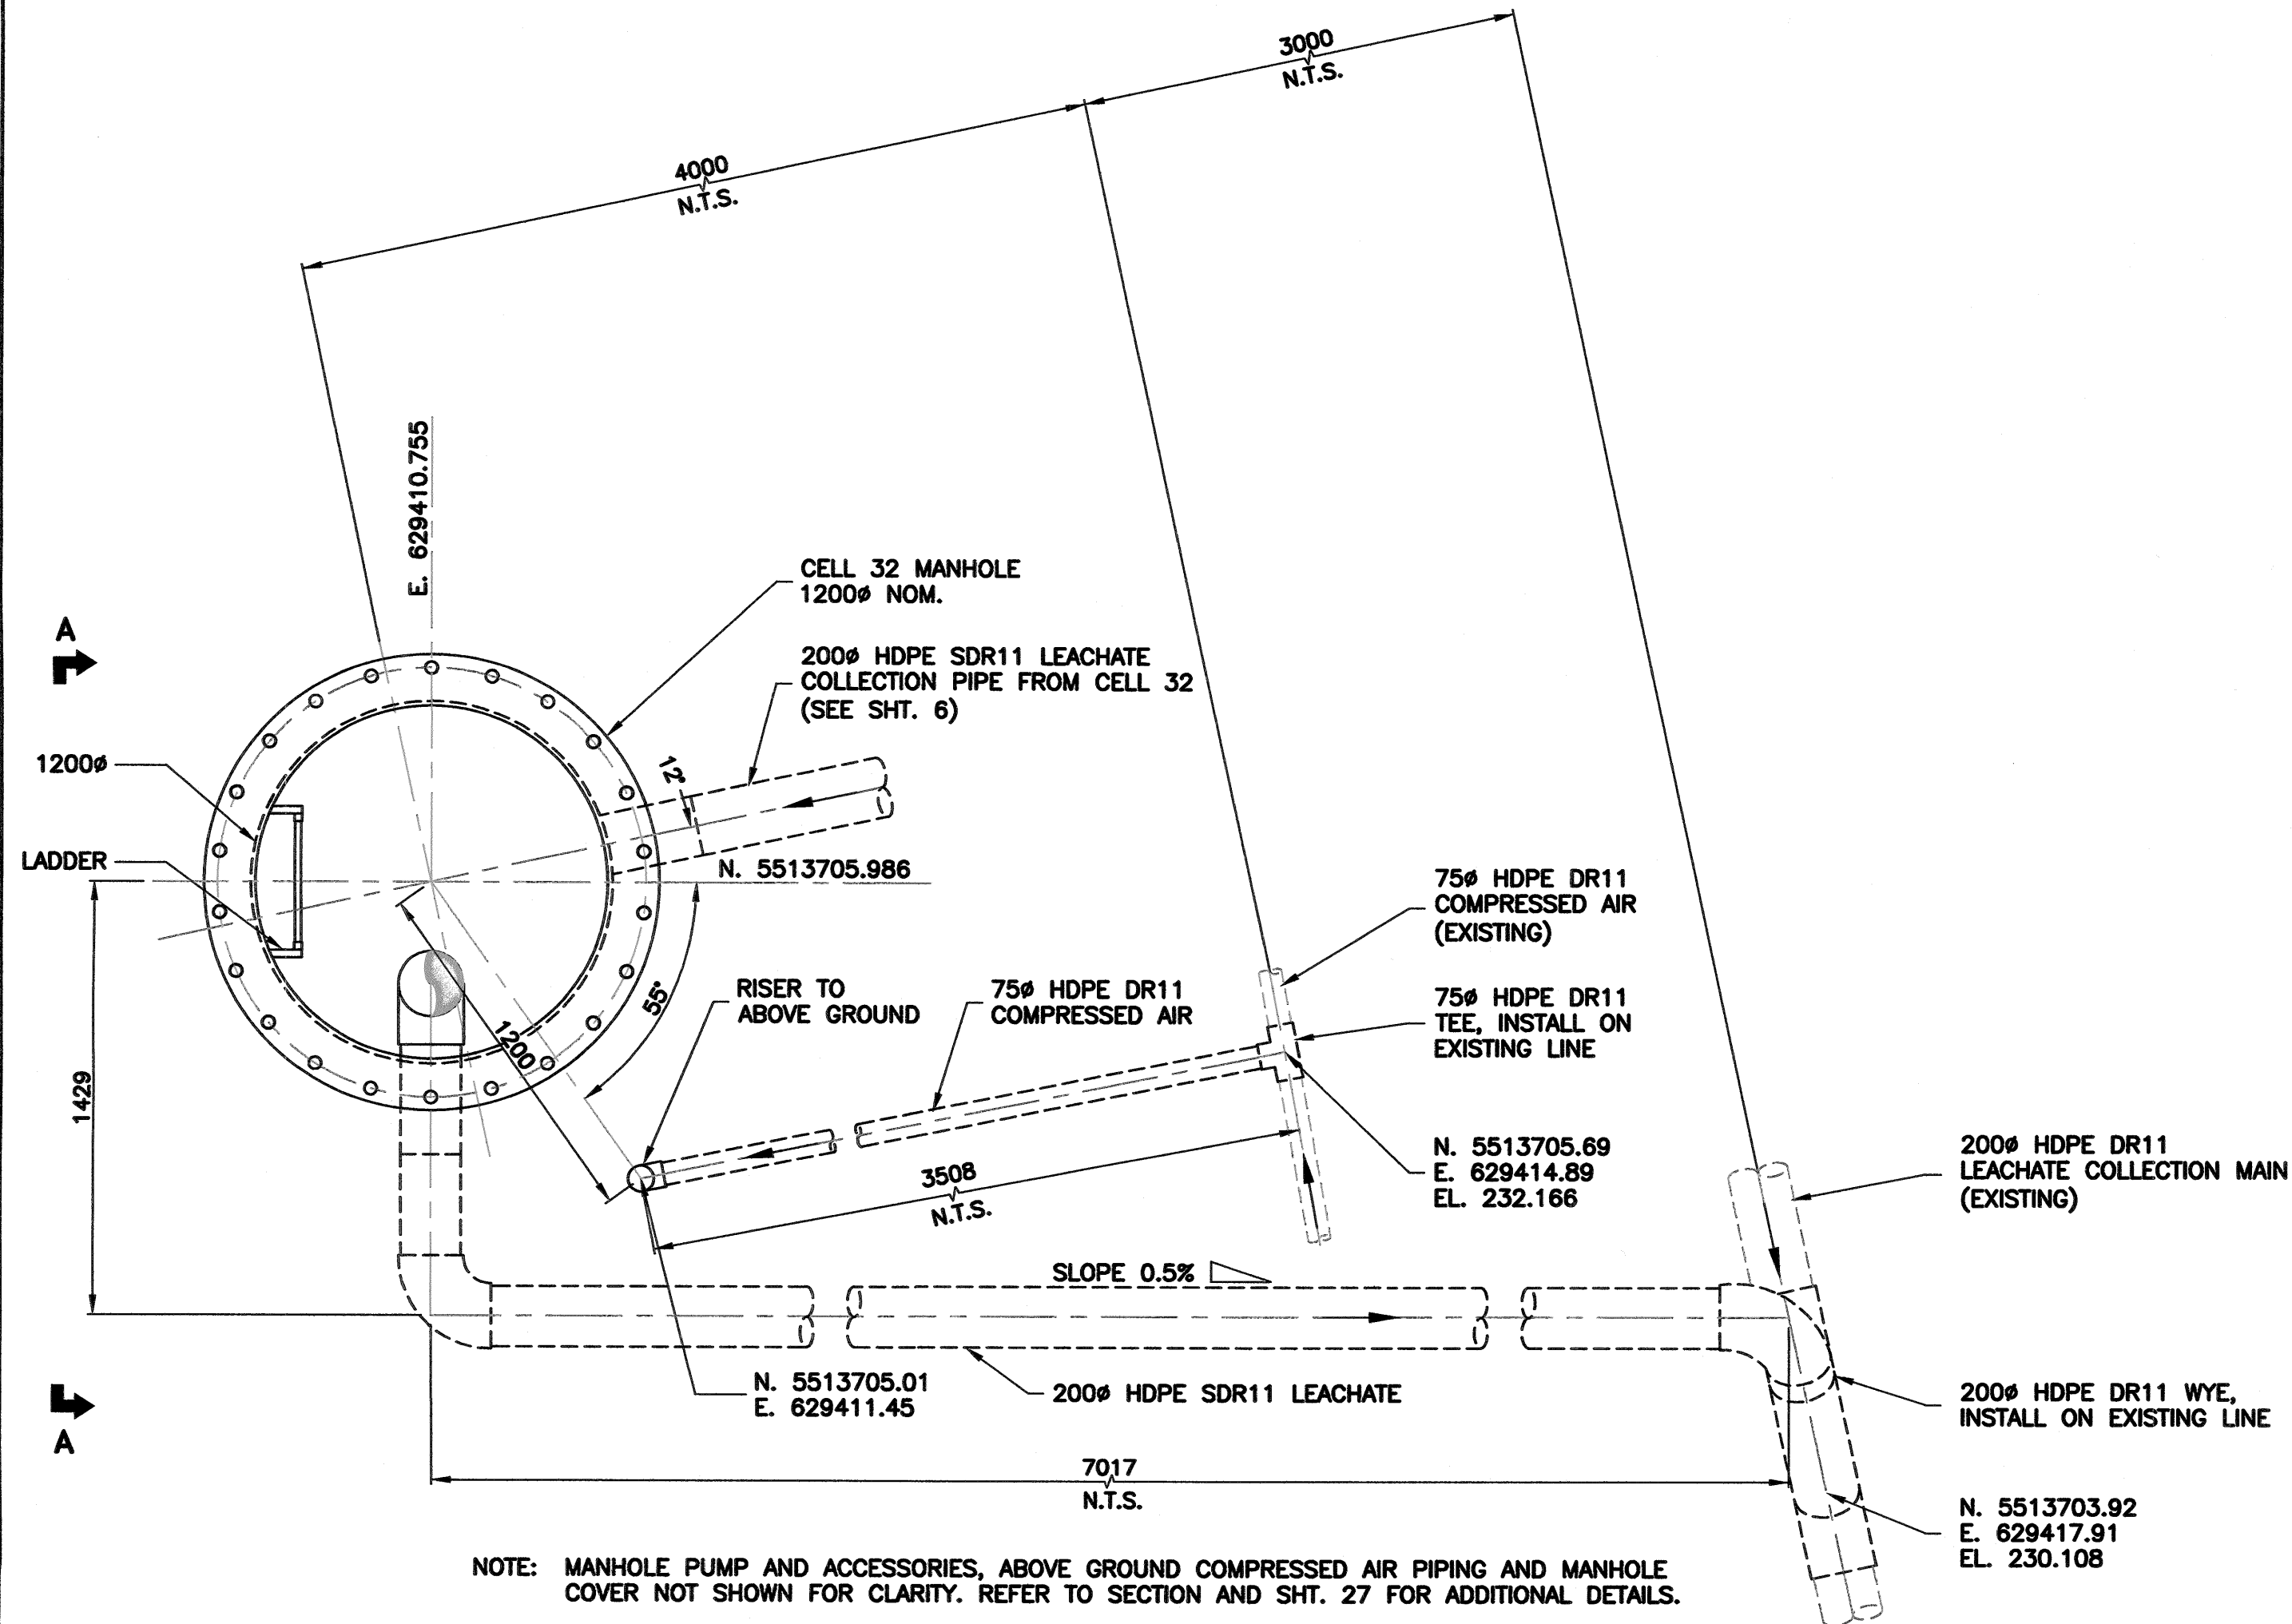 3000
N.T.S.
4000
N.T.S.
E. 629410.755
CELL 32 MANHOLE
1200ø NOM.
A
200ø HDPE SDR11 LEACHATE
COLLECTION PIPE FROM CELL 32
(SEE SHT. 6)
1200ø
12°
LADDER
N. 5513705.986
75ø HDPE DR11
COMPRESSED AIR
(EXISTING)
RISER TO
ABOVE GROUND
75ø HDPE DR11
COMPRESSED AIR
75ø HDPE DR11
TEE, INSTALL ON
EXISTING LINE
55°
1200
1429
N. 5513705.69
E. 629414.89
EL. 232.166
200ø HDPE DR11
LEACHATE COLLECTION MAIN
(EXISTING)
3508
N.T.S.
SLOPE 0.5%
N. 5513705.01
E. 629411.45
200ø HDPE SDR11 LEACHATE
200ø HDPE DR11 WYE,
INSTALL ON EXISTING LINE
A
7017
N.T.S.
N. 5513703.92
E. 629417.91
EL. 230.108
NOTE: MANHOLE PUMP AND ACCESSORIES, ABOVE GROUND COMPRESSED AIR PIPING AND MANHOLE
COVER NOT SHOWN FOR CLARITY. REFER TO SECTION AND SHT. 27 FOR ADDITIONAL DETAILS.